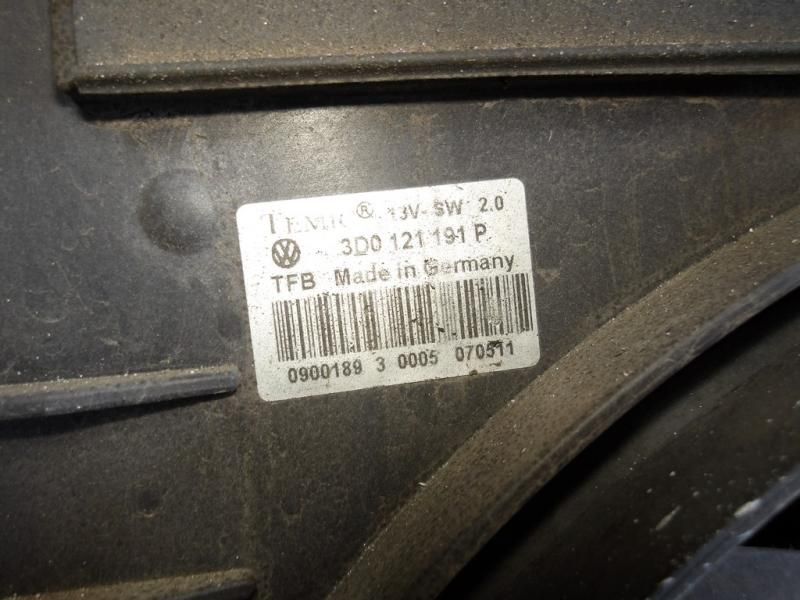 TEMIC ® 13V-SW 2.0
3D0 121 191 P
TFB Made in Germany
0900189 3 0005 070511